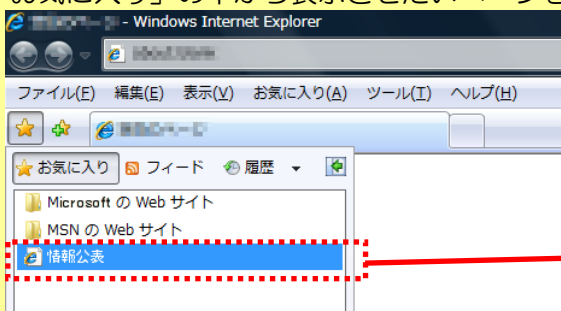 - Windows Internet Explorer
ファイル(F) 編集(E) 表示(V) お気に入り(A) ツール(T) ヘルプ(H)
お気に入り フィード 履歴
Microsoft の Web サイト
MSN の Web サイト
情報公表